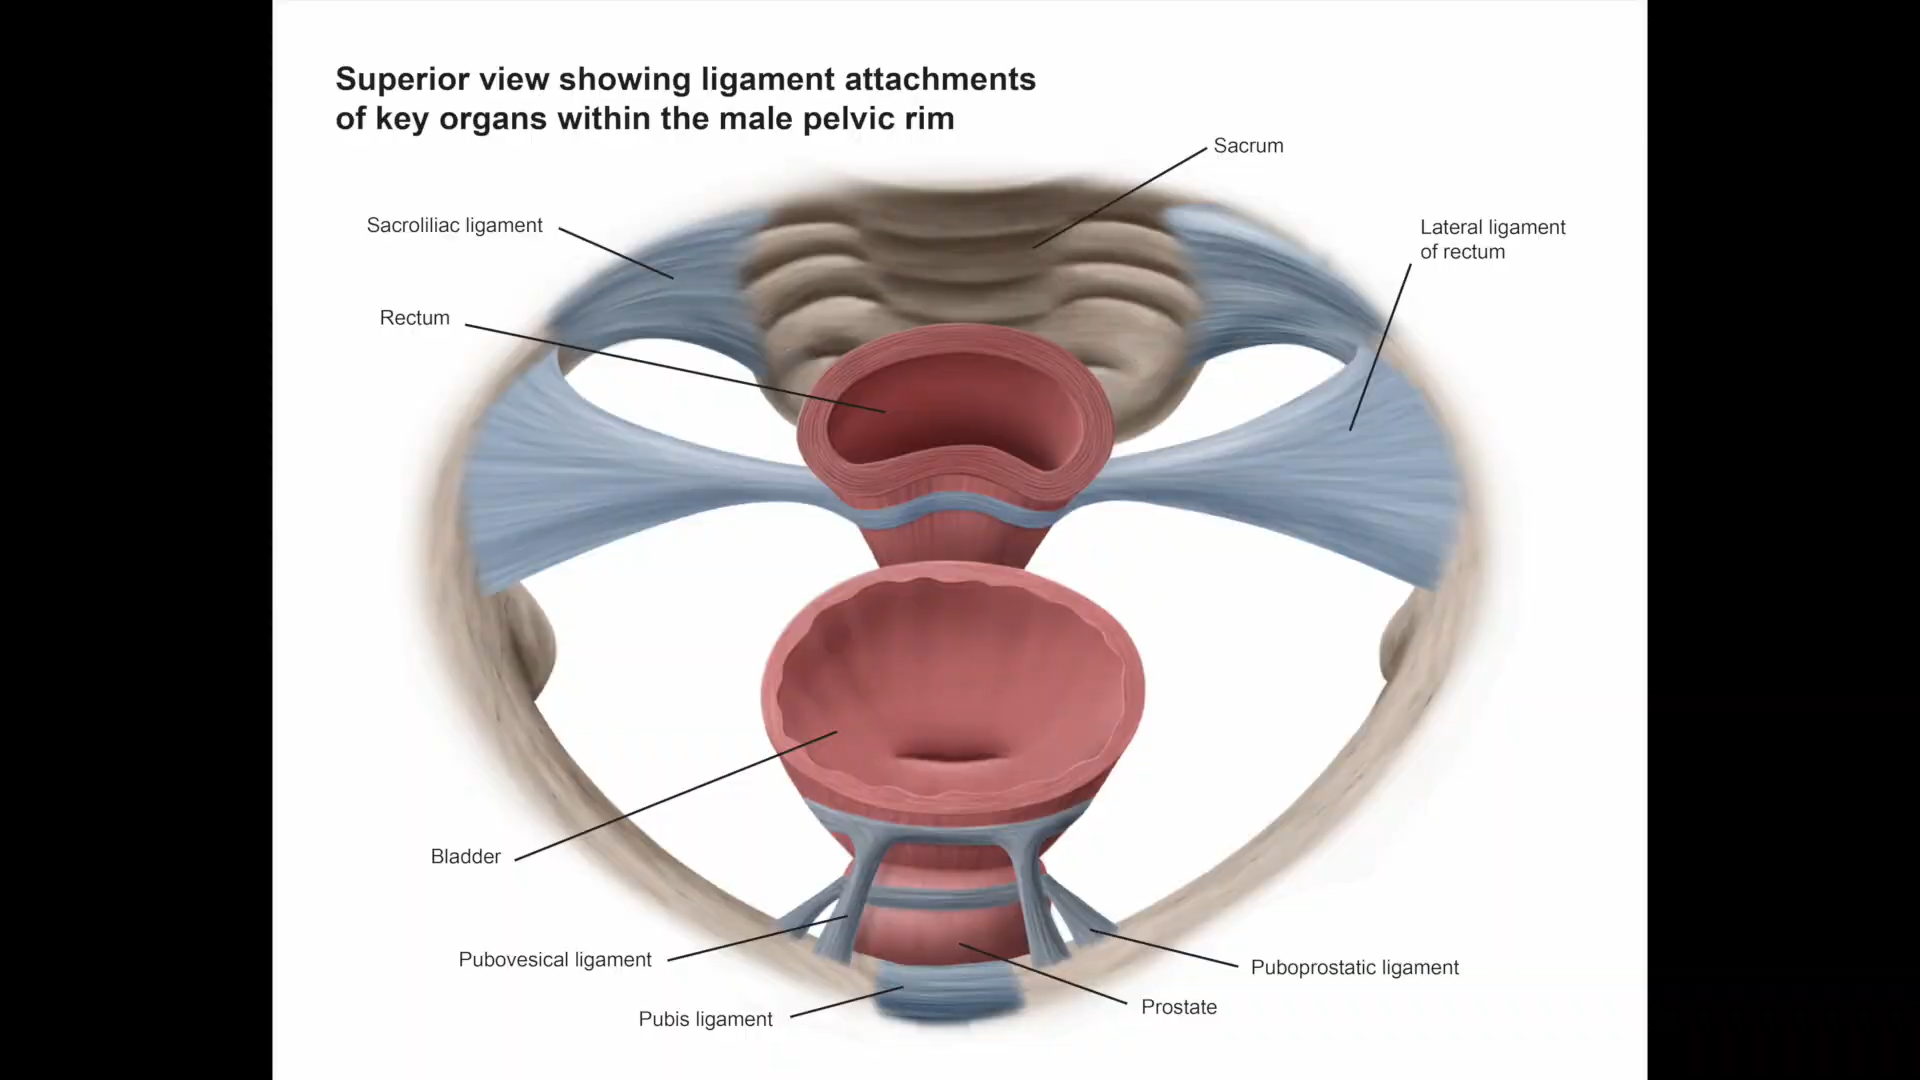 Superior view showing ligament attachments
of key organs within the male pelvic rim
Sacrum
Sacroliliac ligament
Lateral ligament
of rectum
Rectum
Bladder
Pubovesical ligament
Puboprostatic ligament
Prostate
Pubis ligament